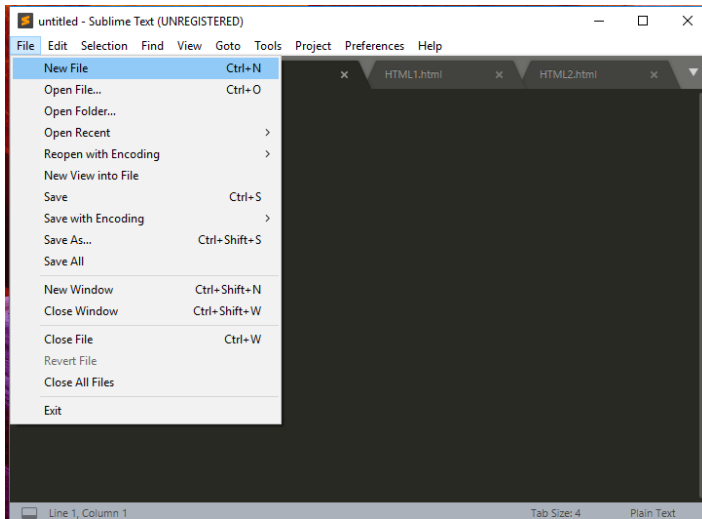 untitled - Sublime Text (UNREGISTERED)
File Edit Selection Find View Goto Tools Project Preferences Help
HTML1.html HTML2.html
New File Ctrl+N
Open File... Ctrl+O
Open Folder...
Open Recent
Reopen with Encoding
New View into File
Save Ctrl+S
Save with Encoding
Save As... Ctrl+Shift+S
Save All
New Window Ctrl+Shift+N
Close Window Ctrl+Shift+W
Close File Ctrl+W
Revert File
Close All Files
Exit
Line 1, Column 1 Tab Size: 4 Plain Text